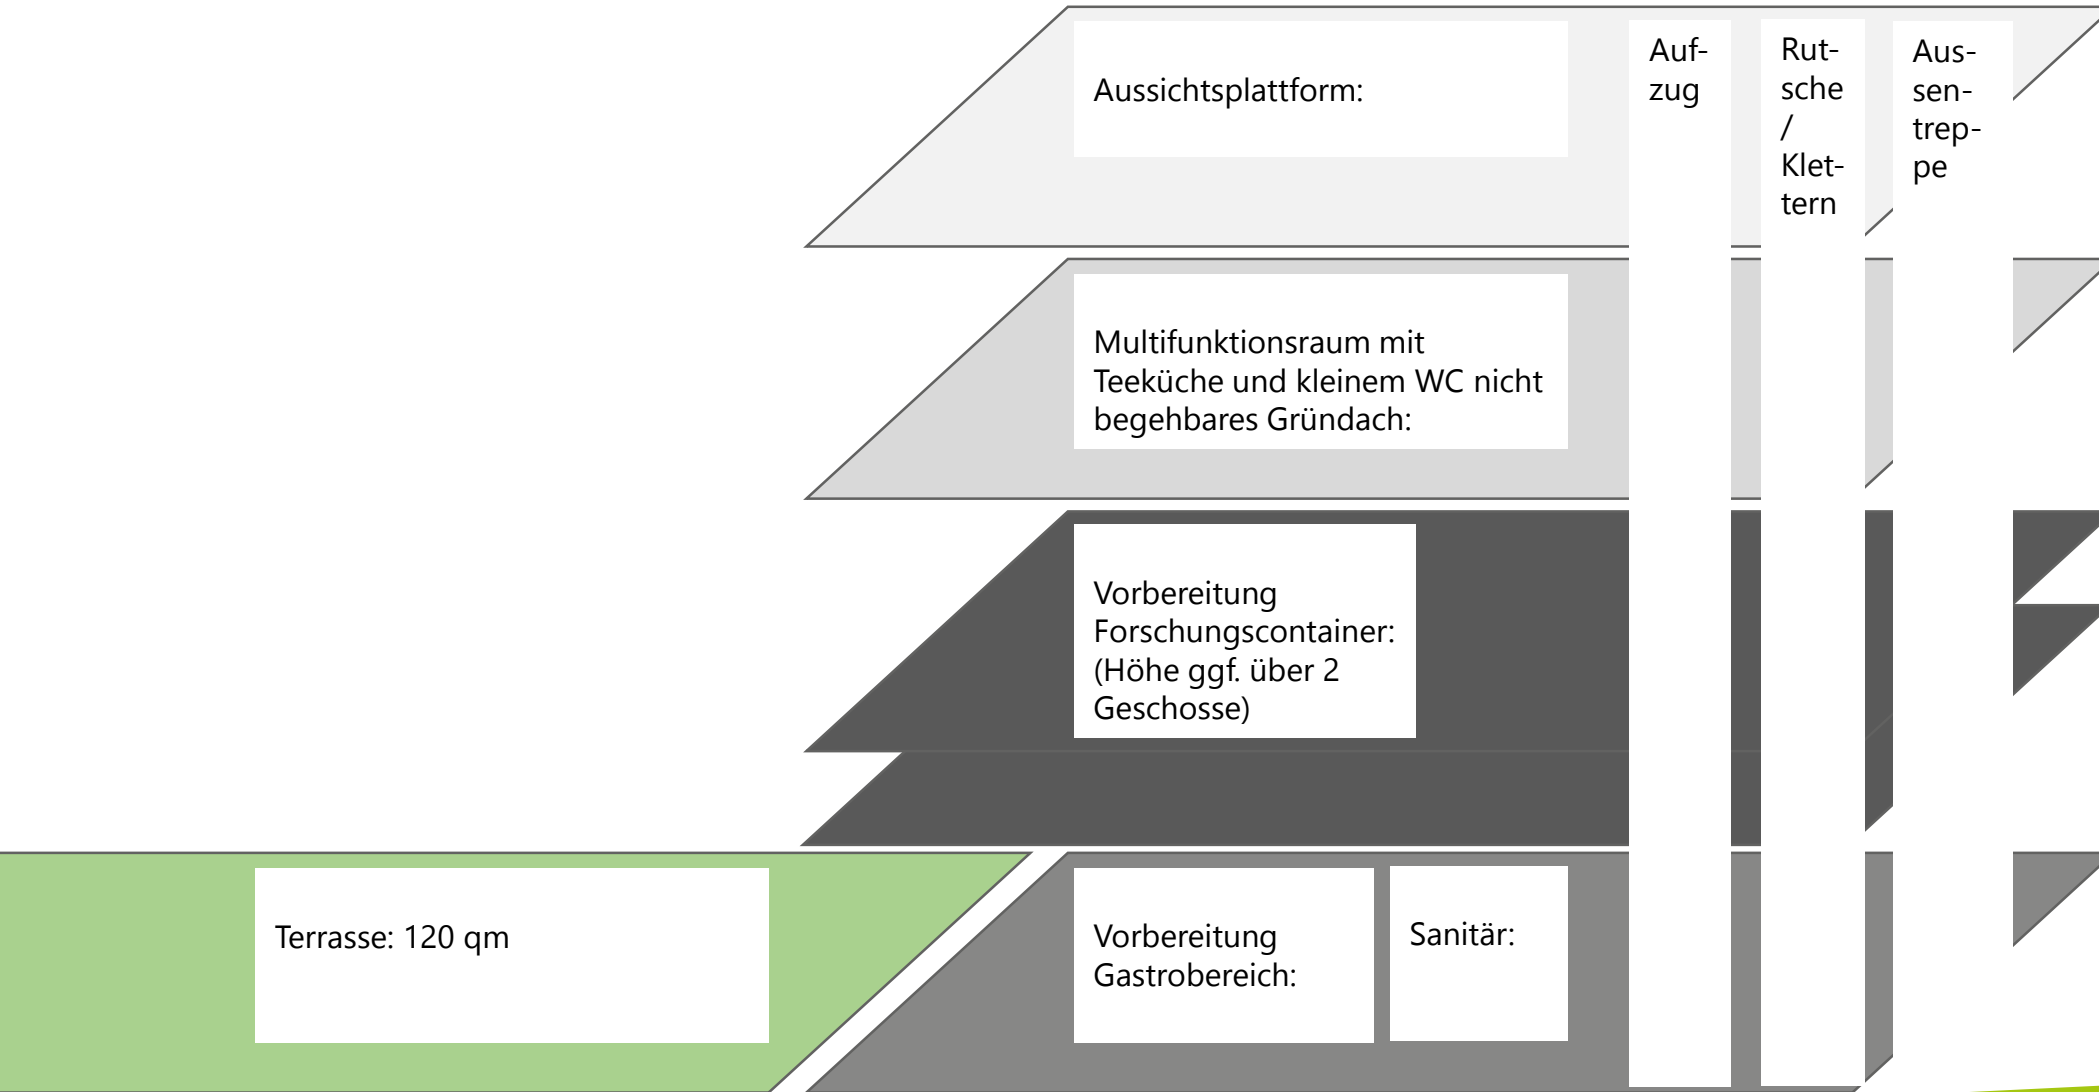 Aussichtsplattform:
Auf-
zug
Rut-
sche
/
Klet-
tern
Aus-
sen-
trep-
pe
Multifunktionsraum mit
Teeküche und kleinem WC nicht
begehbares Gründach:
Vorbereitung
Forschungscontainer:
(Höhe ggf. über 2
Geschosse)
Terrasse: 120 qm
Vorbereitung
Gastrobereich:
Sanitär: